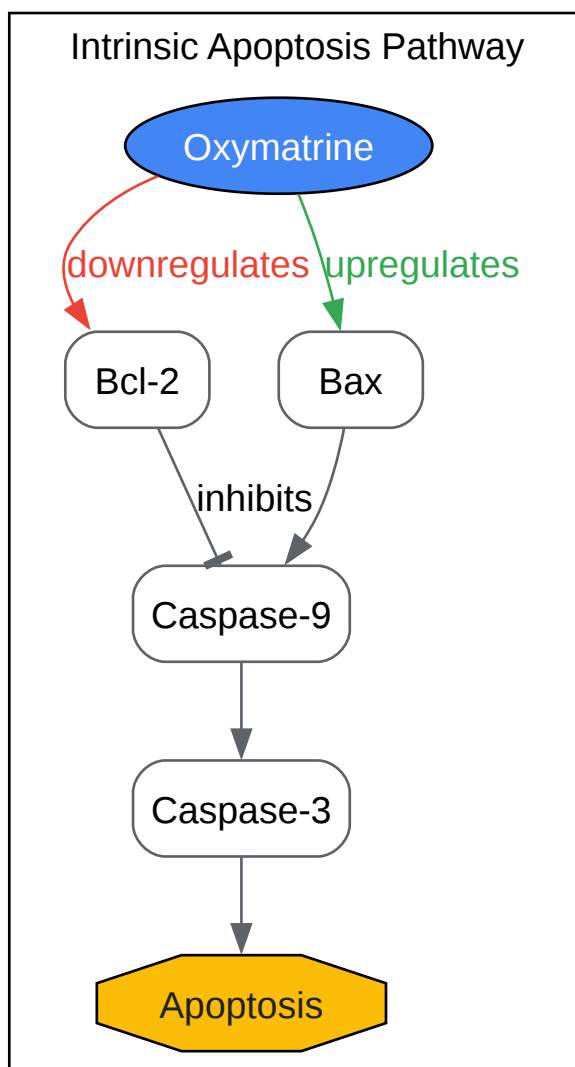 Intrinsic Apoptosis Pathway
Oxymatrine
downregulates
upregulates
Bcl-2
Bax
inhibits
Caspase-9
Caspase-3
Apoptosis